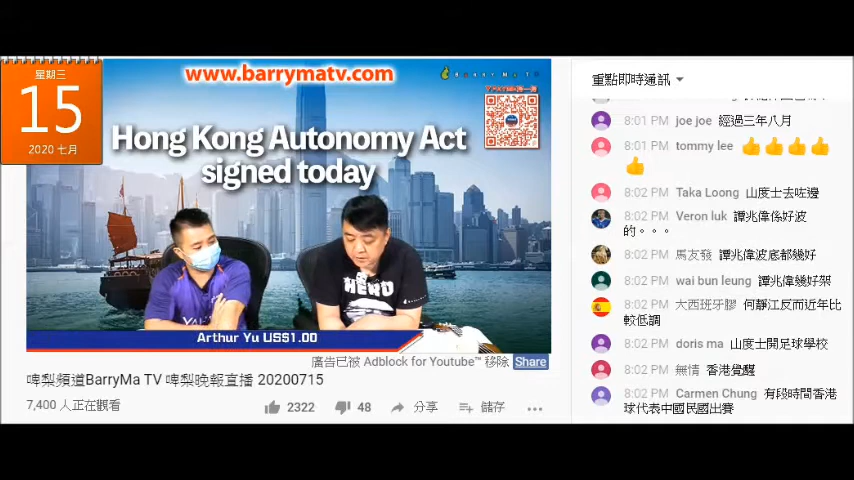 星期三
15
2020 七月
www.barrymatv.com
Barry Ma TV
Hong Kong Autonomy Act
signed today
HERO
Arthur Yu US$1.00
廣告已被 Adblock for Youtube™ 移除 Share
啤梨頻道BarryMa TV 啤梨晚報直播 20200715
7,400 人正在觀看
2322
48
分享
儲存
重點即時通訊
8:01 PM joe joe 經過三年八月
8:01 PM tommy lee 👍👍👍👍
👍
8:02 PM Taka Loong 山度士去咗邊
8:02 PM Veron luk 譚兆偉係好波
的。。。
8:02 PM 馬友發 譚兆偉波底都幾好
8:02 PM wai bun leung 譚兆偉幾好架
8:02 PM 大西班牙膠 何靜江反而近年比
較低調
8:02 PM doris ma 山度士開足球學校
8:02 PM 無情 香港覺醒
8:02 PM Carmen Chung 有段時間香港
球代表中國民國出賽